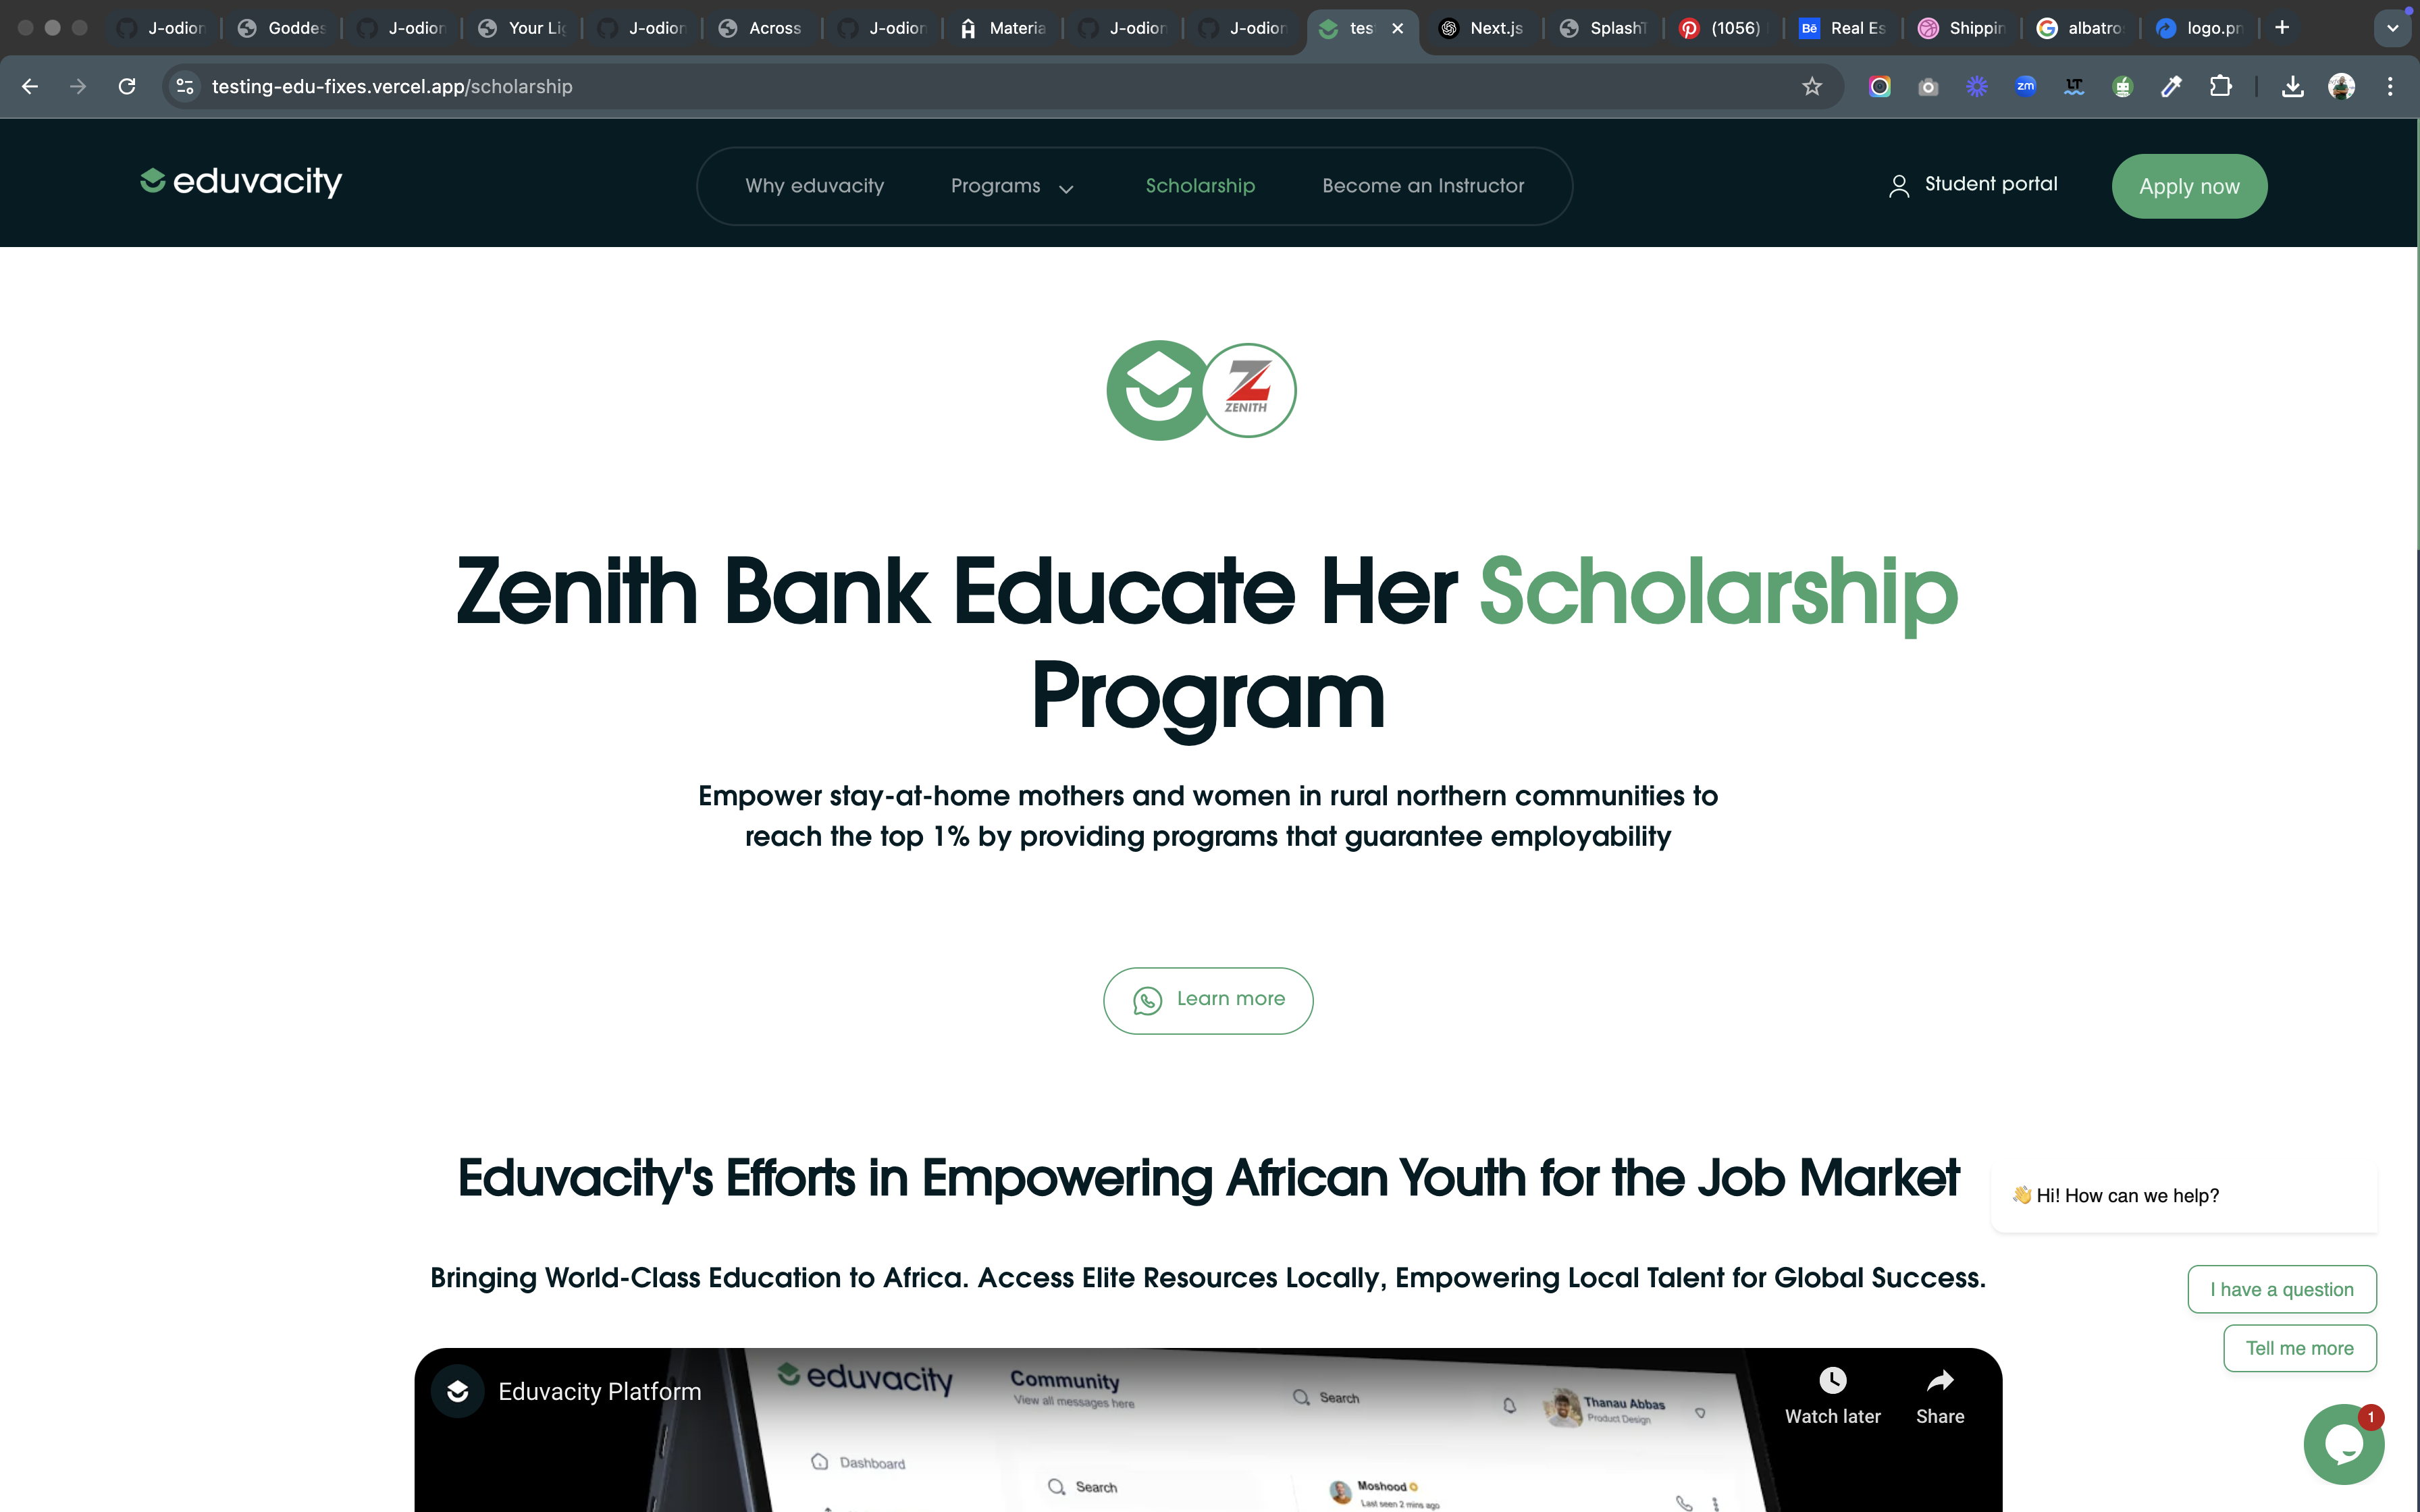 J-odion
Goddes
J-odion
Your Lig
J-odion
Across
J-odion
Materia
J-odion
J-odion
tes
Next.js
SplashT
(1056)
Bē
Real Es
Shippin
albatro
logo.pn
testing-edu-fixes.vercel.app/scholarship
zm
LT
eduvacity
Why eduvacity
Programs
Scholarship
Become an Instructor
Student portal
Apply now
ZENITH
Zenith Bank Educate Her Scholarship
Program
Empower stay-at-home mothers and women in rural northern communities to
reach the top 1% by providing programs that guarantee employability
Learn more
Eduvacity's Efforts in Empowering African Youth for the Job Market
👋 Hi! How can we help?
Bringing World-Class Education to Africa. Access Elite Resources Locally, Empowering Local Talent for Global Success.
I have a question
Tell me more
1
Eduvacity Platform
eduvacity
Community
View all messages here
Search
Thanau Abbas
Product Design
Watch later
Share
Dashboard
Search
Moshood
Last seen 2 mins ago